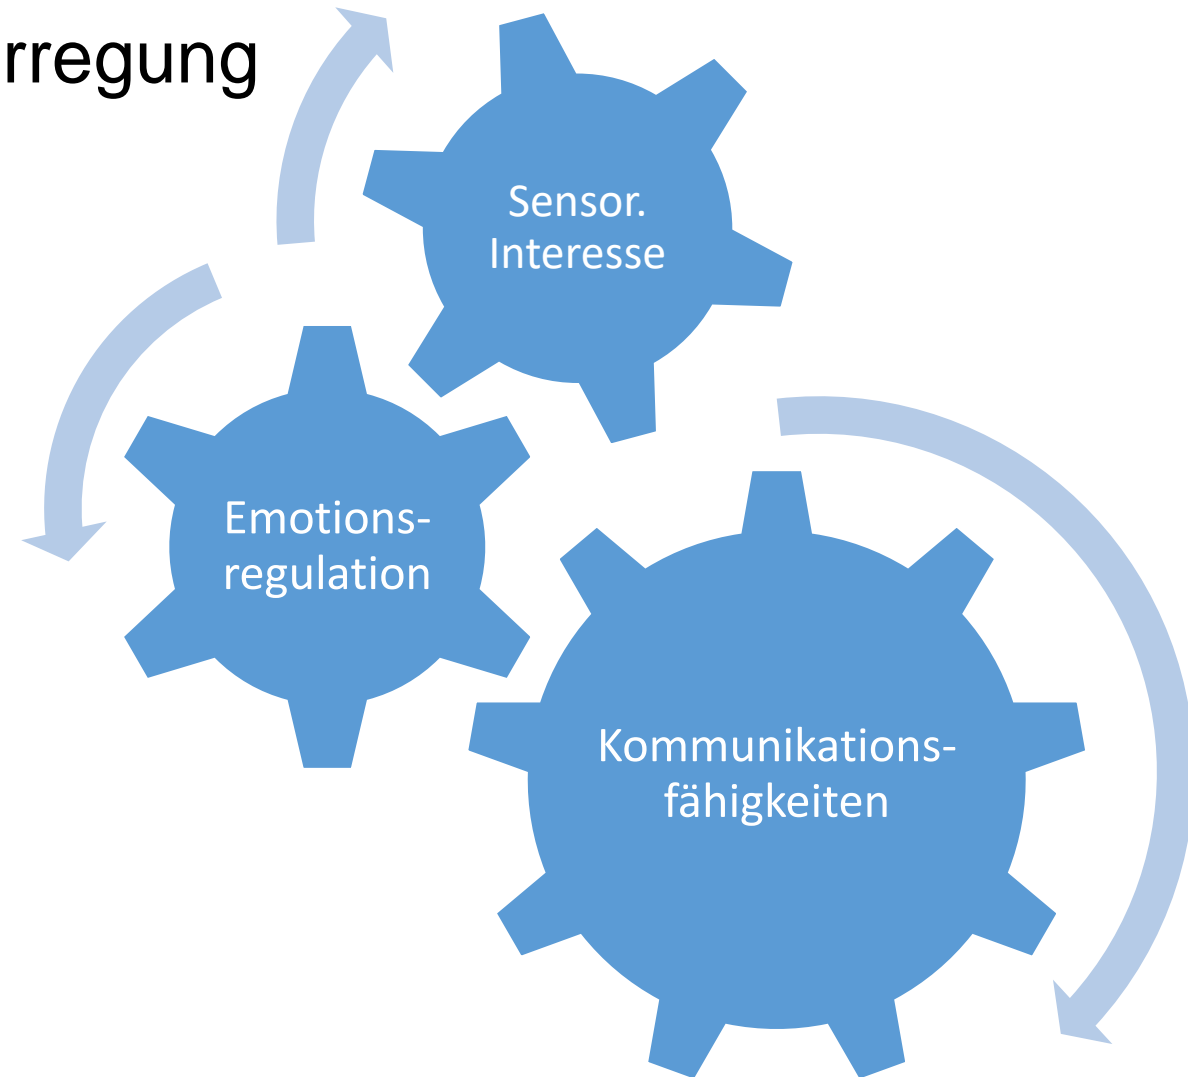 rregung
Sensor.
Interesse
Emotions-
regulation
Kommunikations-
fähigkeiten